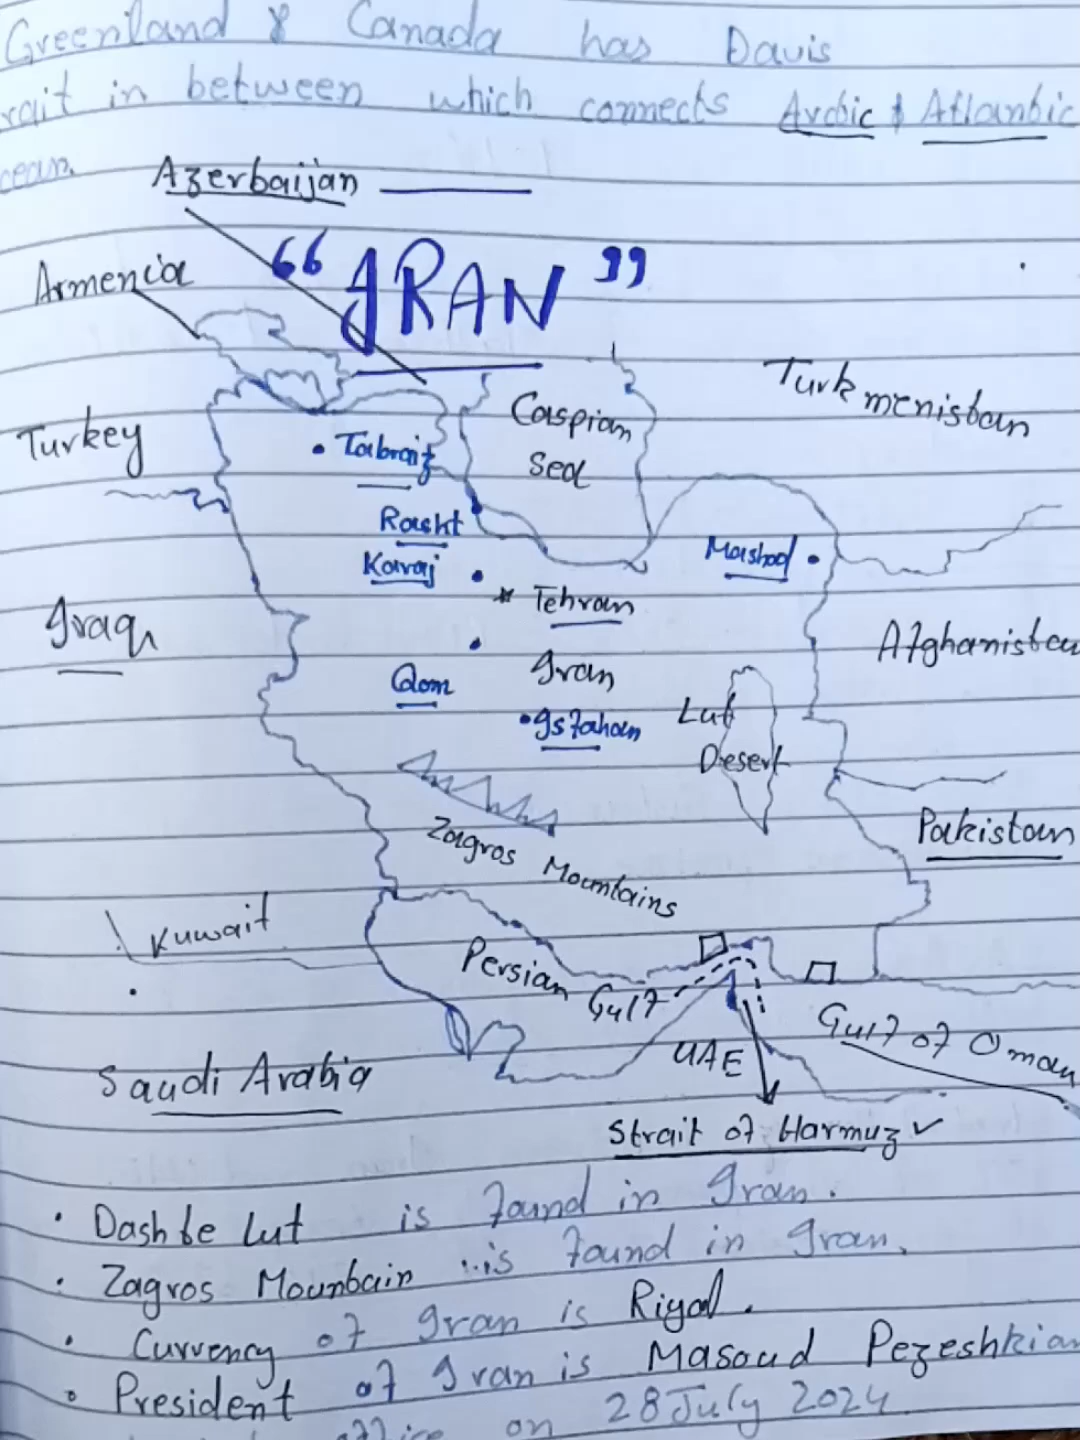 Greenland & Canada has Davis
rait in between which connects Arctic & Atlantic
cean.
Azerbaijan
"IRAN"
Armenia
Turkmenistan
Caspian
Sea
Turkey
• Tabraiz
Rasht
Mashad •
Karaj
* Tehran
Iraq
Afghanistan
Iran
Qom
• Isfahan
Lut
Desert
Zagros Mountains
Pakistan
Kuwait
Persian
Gulf
Gulf of Oman
UAE
Saudi Arabia
Strait of Harmuz ✓
• Dashte Lut is found in Iran.
• Zagros Mountain is found in Iran.
• Currency of Iran is Riyal.
• President of Iran is Masoud Pezeshkian
office on 28 July 2024